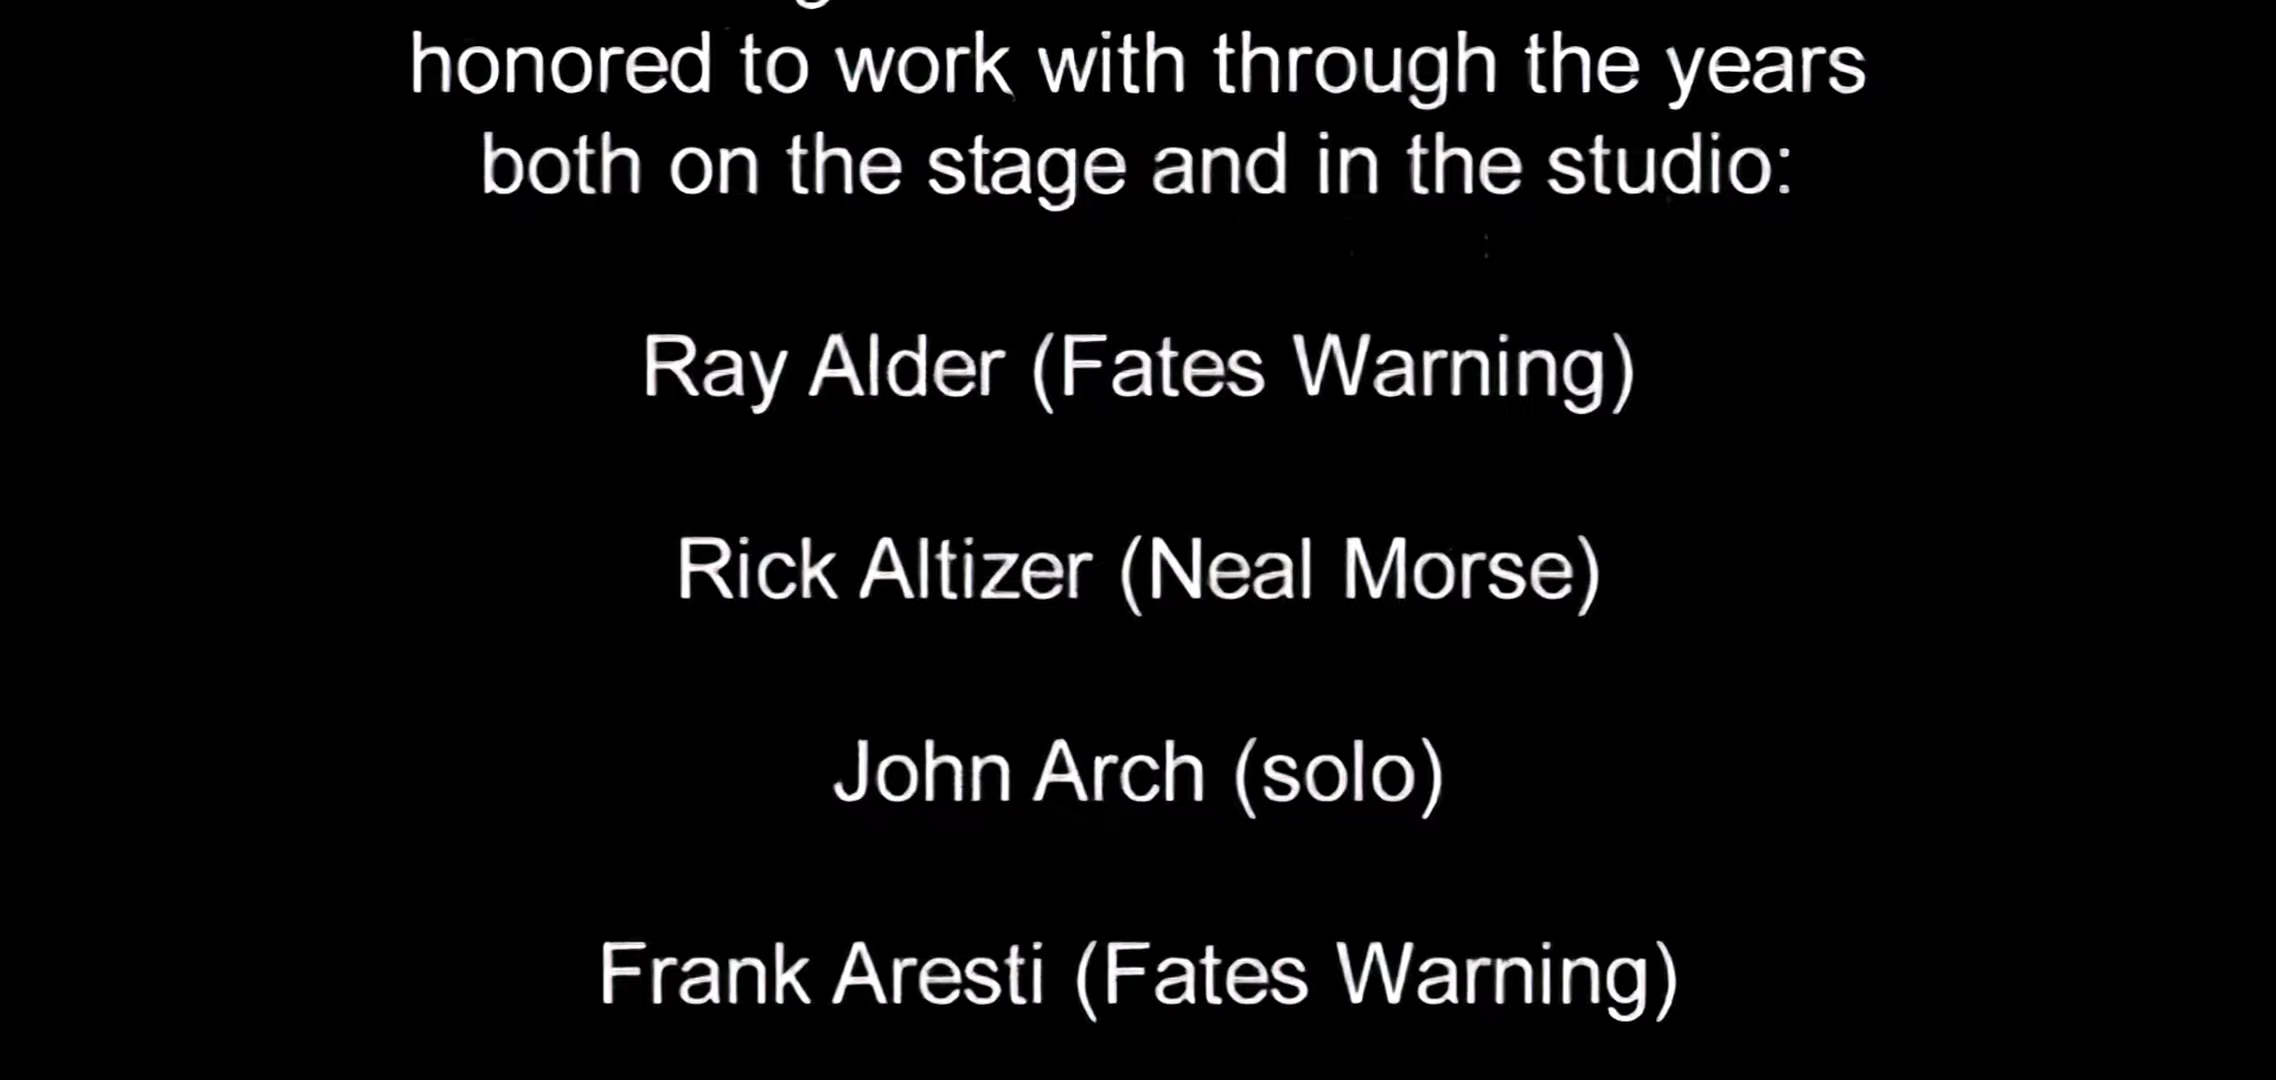 honored to work with through the years
both on the stage and in the studio:
Ray Alder (Fates Warning)
Rick Altizer (Neal Morse)
John Arch (solo)
Frank Aresti (Fates Warning)